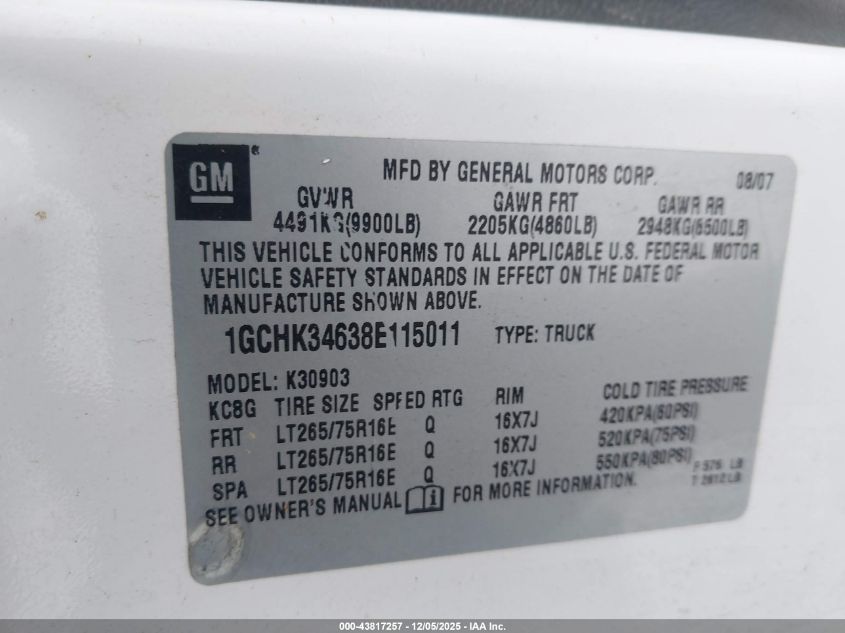 GM
MFD BY GENERAL MOTORS CORP. 08/07
GVWR GAWR FRT GAWR RR
4491KG(9900LB) 2205KG(4860LB) 2948KG(6500LB)
THIS VEHICLE CONFORMS TO ALL APPLICABLE U.S. FEDERAL MOTOR
VEHICLE SAFETY STANDARDS IN EFFECT ON THE DATE OF
MANUFACTURE SHOWN ABOVE.
1GCHK34638E115011 TYPE: TRUCK
MODEL: K30903
KC8G TIRE SIZE SPEED RTG RIM COLD TIRE PRESSURE
FRT LT265/75R16E Q 16X7J 420KPA(60PSI)
RR LT265/75R16E Q 16X7J 520KPA(75PSI)
SPA LT265/75R16E Q 16X7J 550KPA(80PSI)
SEE OWNER'S MANUAL i FOR MORE INFORMATION.
F 576 LB
T 2612 LB
000-43817257 - 12/05/2025 - IAA Inc.